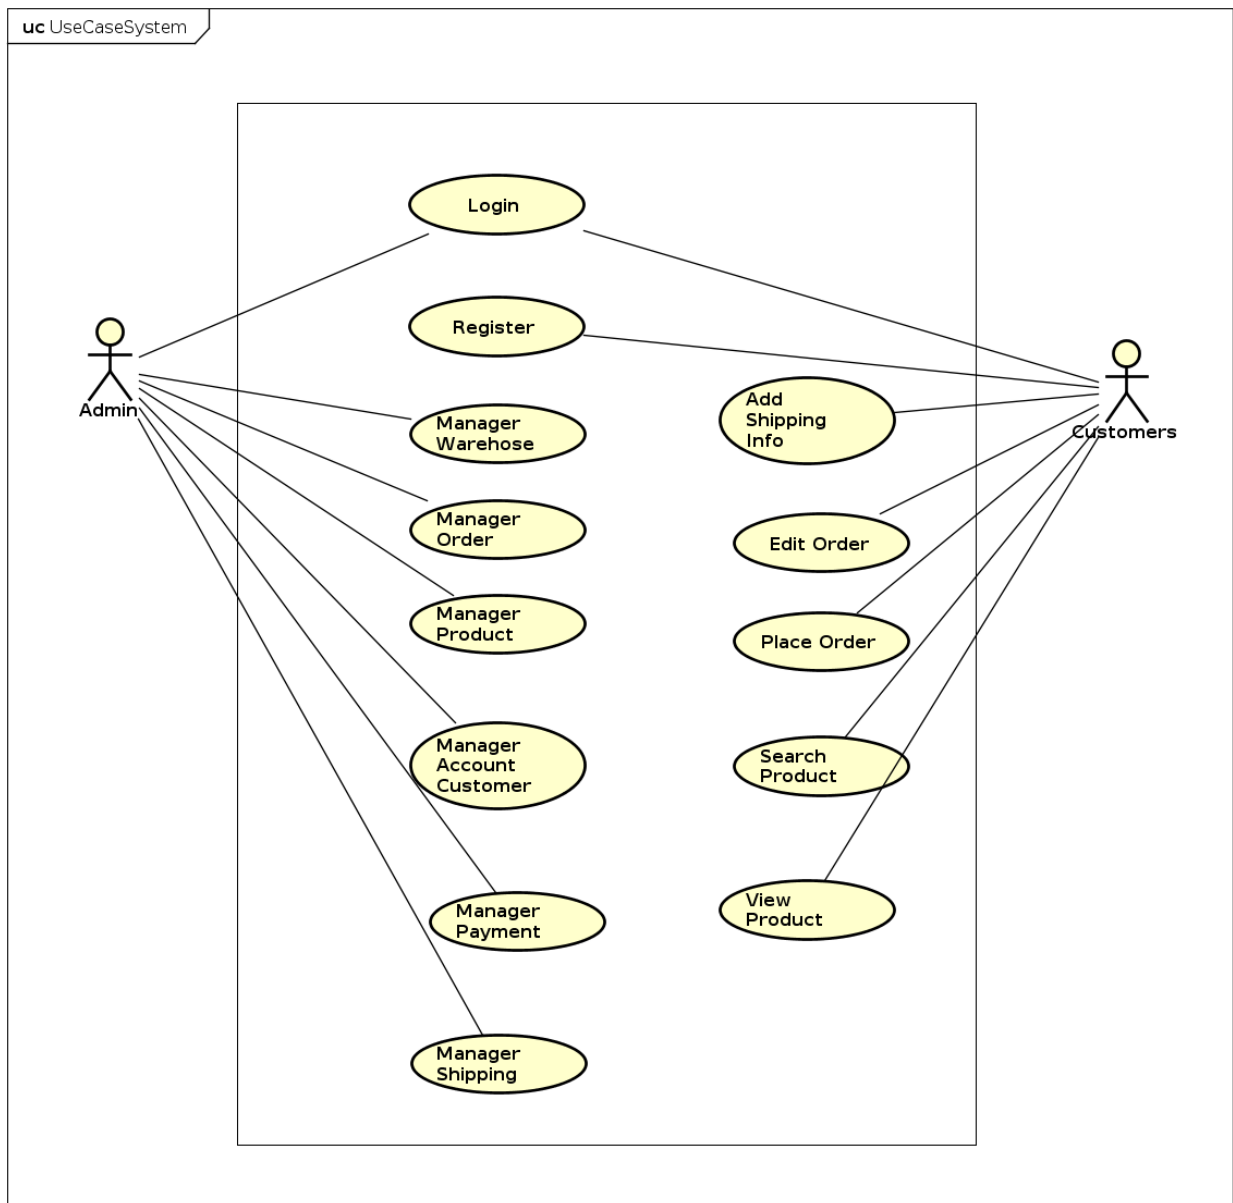 uc UseCaseSystem
Login
Register
Admin
Customers
Manager
Warehose
Add
Shipping
Info
Manager
Order
Edit Order
Manager
Product
Place Order
Manager
Account
Customer
Search
Product
Manager
Payment
View
Product
Manager
Shipping